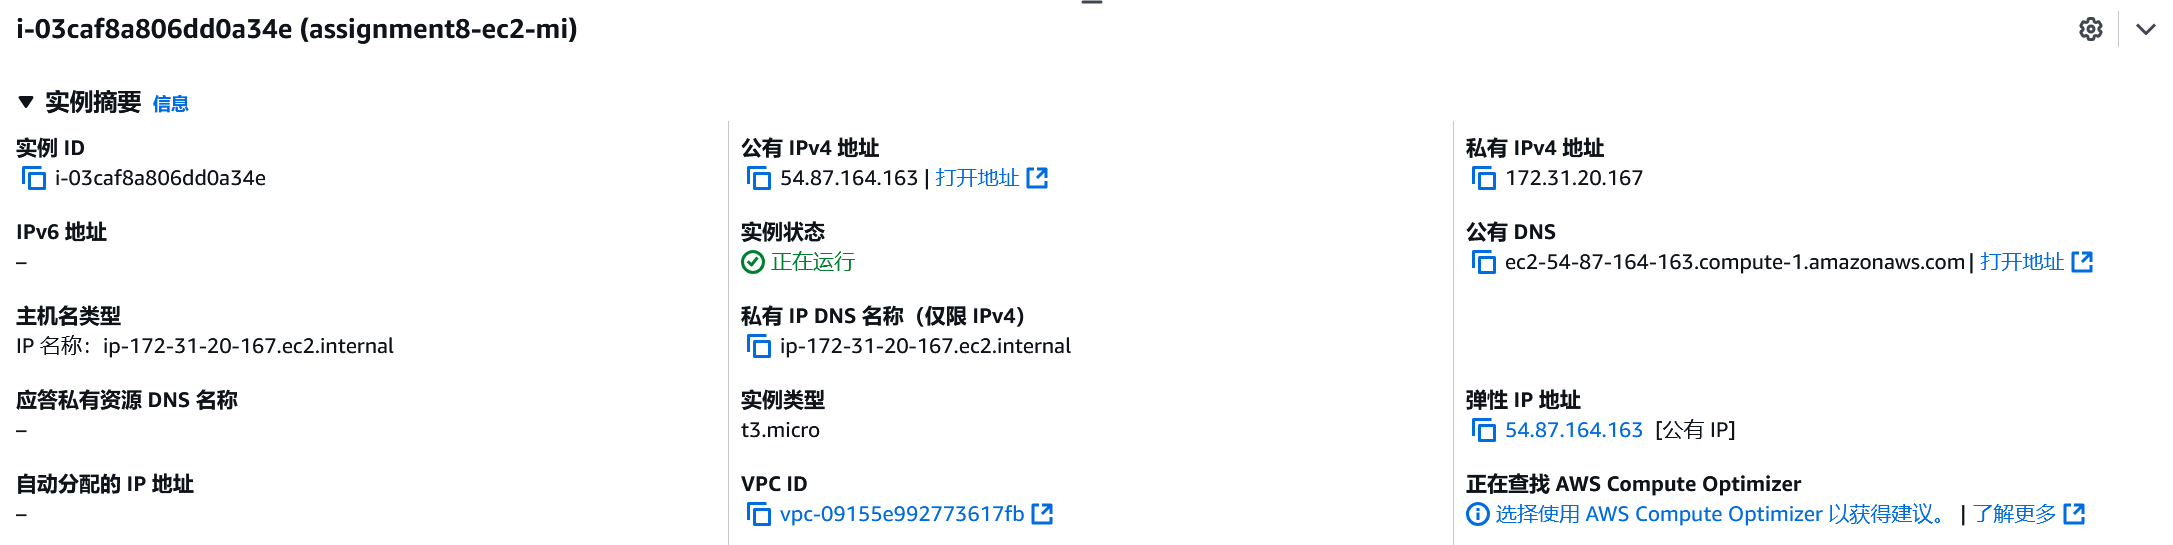 i-03caf8a806dd0a34e (assignment8-ec2-mi)
▼ 实例摘要 信息
实例 ID
i-03caf8a806dd0a34e
公有 IPv4 地址
54.87.164.163 | 打开地址
私有 IPv4 地址
172.31.20.167
IPv6 地址
–
实例状态
正在运行
公有 DNS
ec2-54-87-164-163.compute-1.amazonaws.com | 打开地址
主机名类型
IP 名称：ip-172-31-20-167.ec2.internal
私有 IP DNS 名称（仅限 IPv4）
ip-172-31-20-167.ec2.internal
应答私有资源 DNS 名称
–
实例类型
t3.micro
弹性 IP 地址
54.87.164.163 [公有 IP]
自动分配的 IP 地址
–
VPC ID
vpc-09155e992773617fb
正在查找 AWS Compute Optimizer
选择使用 AWS Compute Optimizer 以获得建议。 | 了解更多